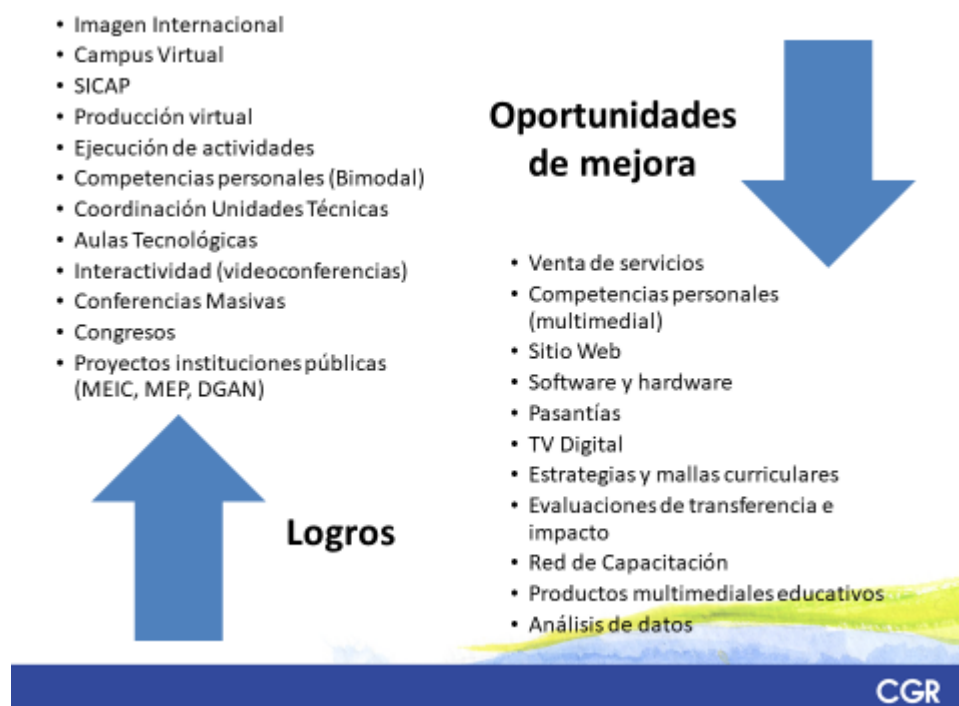 • Imagen Internacional
• Campus Virtual
• SICAP
• Producción virtual
• Ejecución de actividades
• Competencias personales (Bimodal)
• Coordinación Unidades Técnicas
• Aulas Tecnológicas
• Interactividad (videoconferencias)
• Conferencias Masivas
• Congresos
• Proyectos instituciones públicas
(MEIC, MEP, DGAN)
Logros
Oportunidades
de mejora
• Venta de servicios
• Competencias personales
(multimedial)
• Sitio Web
• Software y hardware
• Pasantías
• TV Digital
• Estrategias y mallas curriculares
• Evaluaciones de transferencia e
impacto
• Red de Capacitación
• Productos multimediales educativos
• Análisis de datos
CGR